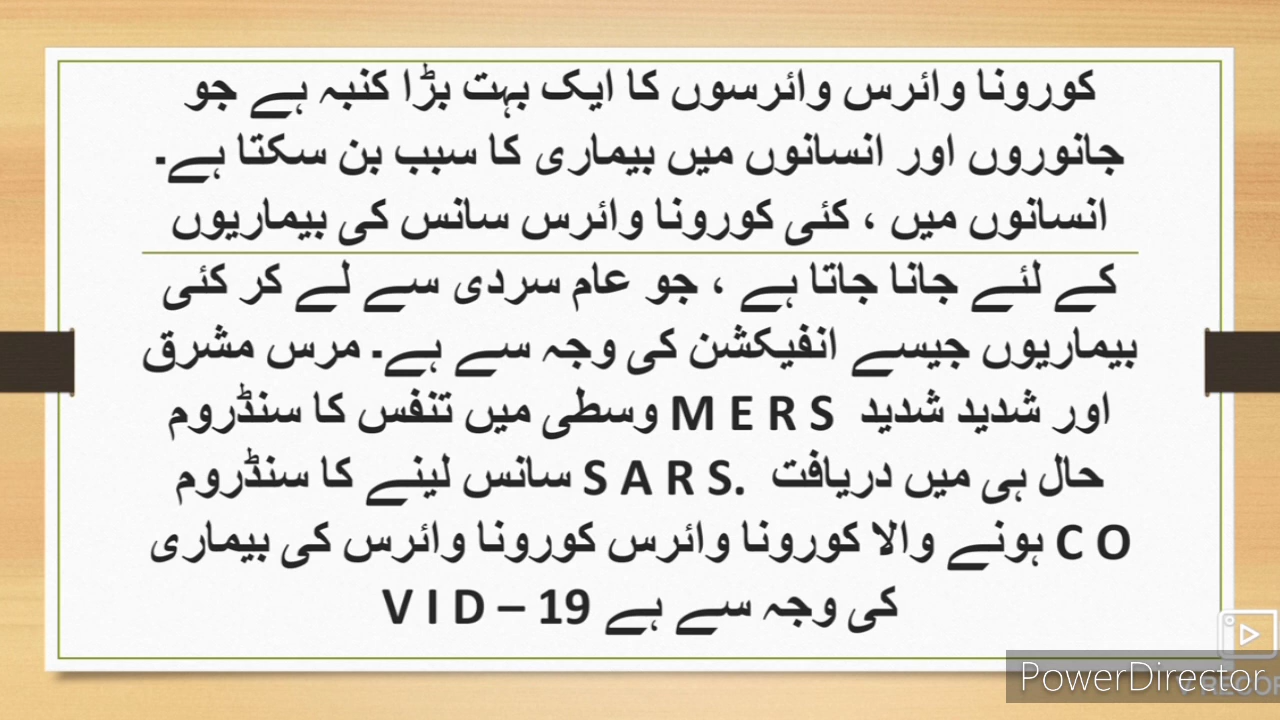 کورونا وائرس وائرسوں کا ایک بہت بڑا کنبہ ہے جو
جانوروں اور انسانوں میں بیماری کا سبب بن سکتا ہے۔
انسانوں میں ، کئی کورونا وائرس سانس کی بیماریوں
کے لئے جانا جاتا ہے ، جو عام سردی سے لے کر کئی
بیماریوں جیسے انفیکشن کی وجہ سے ہے۔ مرس مشرق
اور شدید شدید M E R S وسطی میں تنفس کا سنڈروم
حال ہی میں دریافت S A R S. سانس لینے کا سنڈروم
C O ہونے والا کورونا وائرس کورونا وائرس کی بیماری
کی وجہ سے ہے V I D – 19
PowerDirector